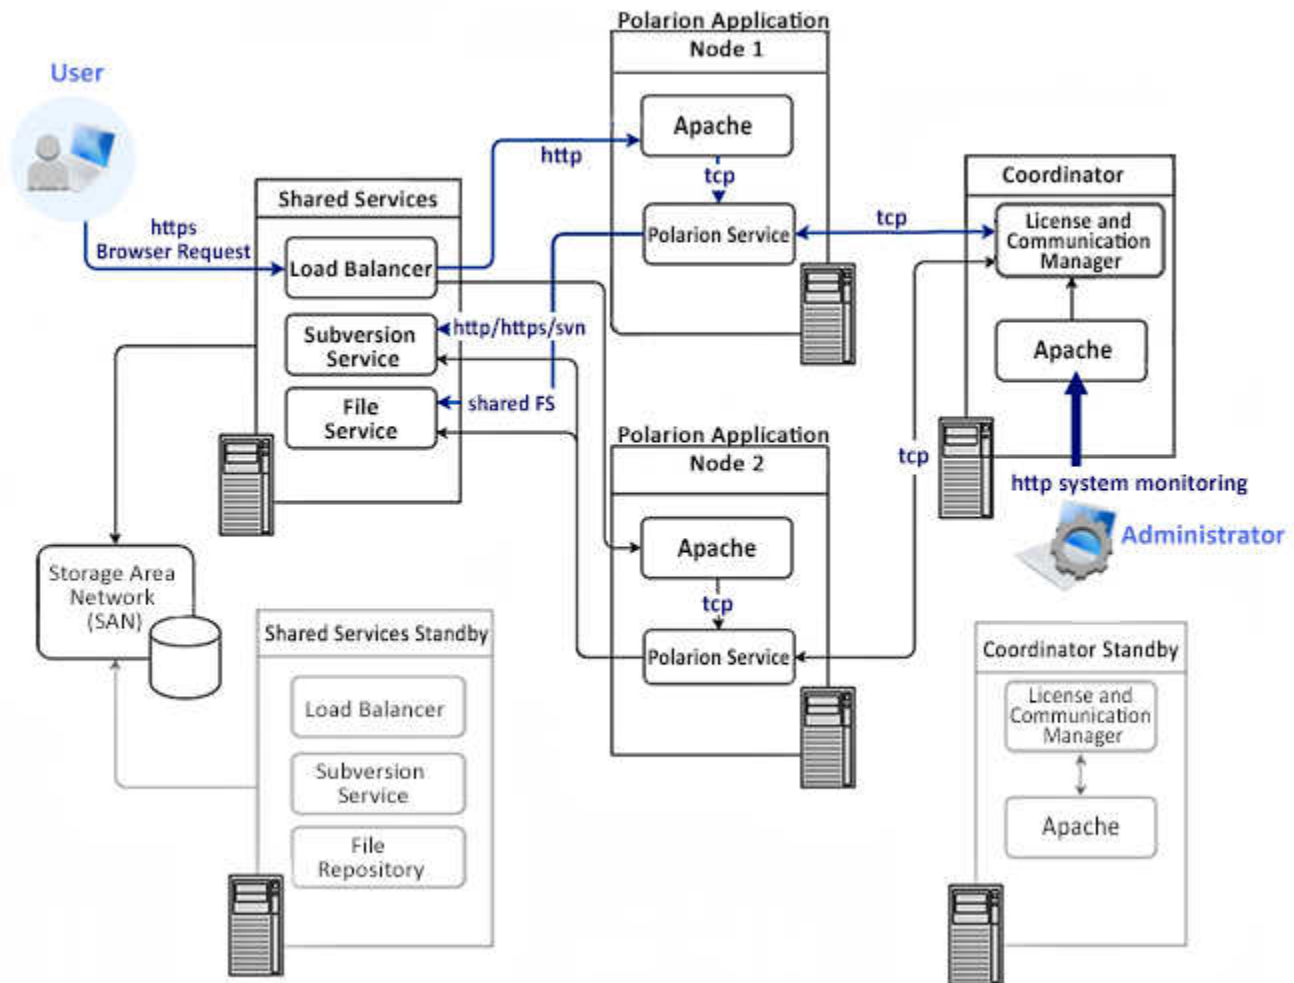 User
https
Browser Request
Shared Services
Load Balancer
Subversion
Service
File
Service
http
http/https/svn
shared FS
Polarion Application
Node 1
Apache
tcp
Polarion Service
tcp
Coordinator
License and
Communication
Manager
Apache
tcp
http system monitoring
Administrator
Polarion Application
Node 2
Apache
tcp
Polarion Service
Storage Area
Network
(SAN)
Shared Services Standby
Load Balancer
Subversion
Service
File
Repository
Coordinator Standby
License and
Communication
Manager
Apache